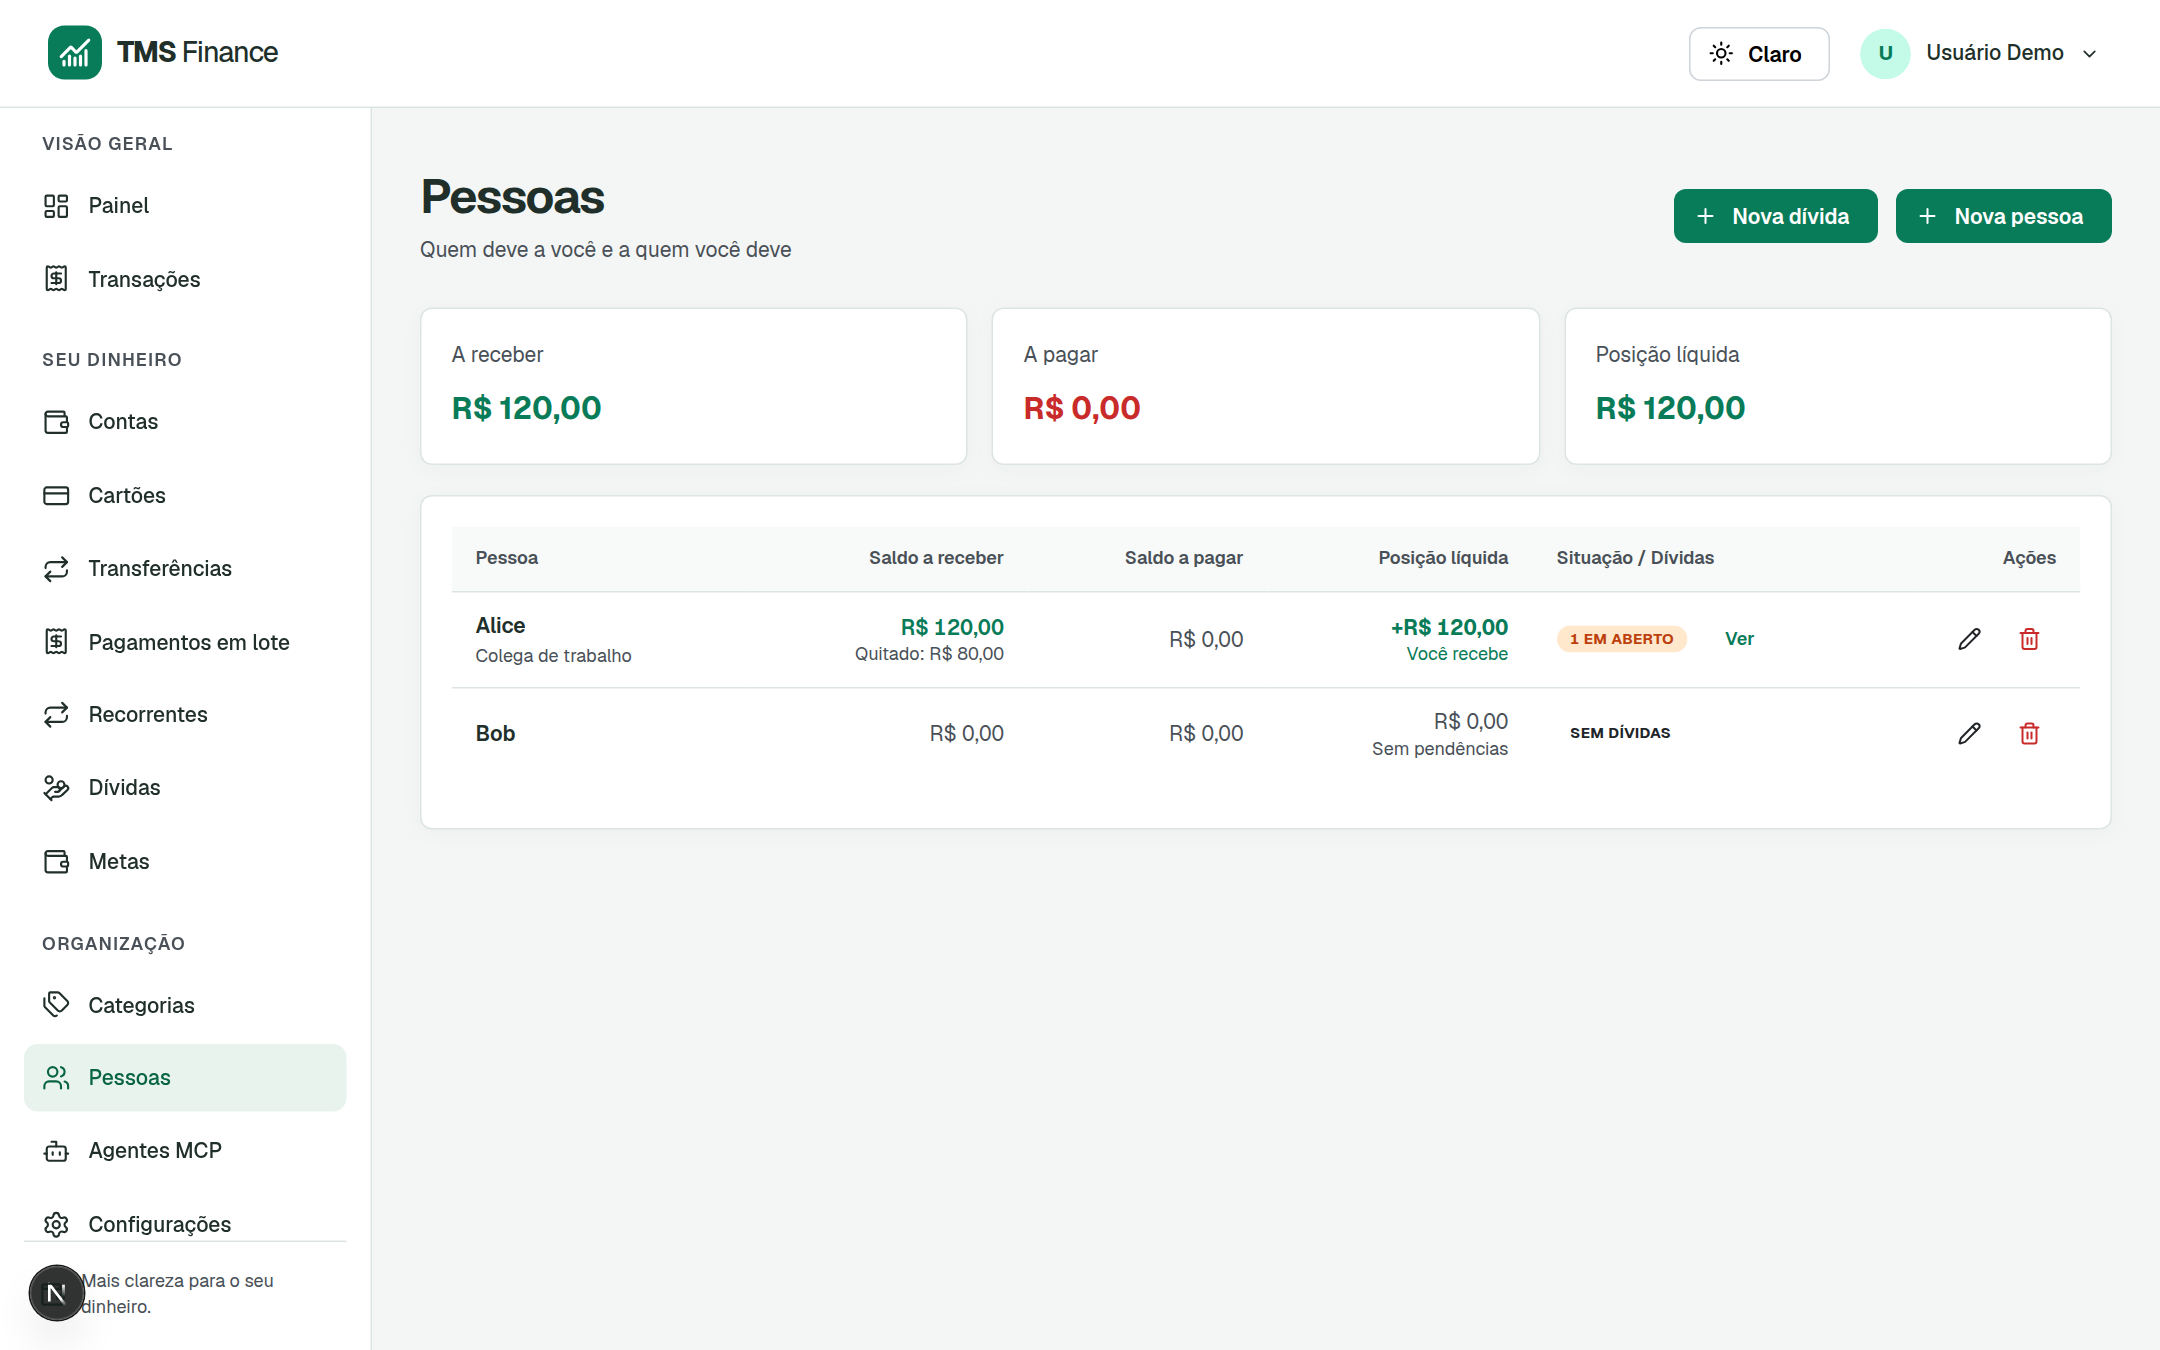 TMS Finance
Claro
U
Usuário Demo
VISÃO GERAL
Painel
Transações
SEU DINHEIRO
Contas
Cartões
Transferências
Pagamentos em lote
Recorrentes
Dívidas
Metas
ORGANIZAÇÃO
Categorias
Pessoas
Agentes MCP
Configurações
N
Mais clareza para o seu
dinheiro.
Pessoas
Quem deve a você e a quem você deve
+ Nova dívida
+ Nova pessoa
A receber
R$ 120,00
A pagar
R$ 0,00
Posição líquida
R$ 120,00
Pessoa Saldo a receber Saldo a pagar Posição líquida Situação / Dívidas Ações
Alice
Colega de trabalho
R$ 120,00
Quitado: R$ 80,00
R$ 0,00
+R$ 120,00
Você recebe
1 EM ABERTO
Ver
Bob
R$ 0,00
R$ 0,00
R$ 0,00
Sem pendências
SEM DÍVIDAS